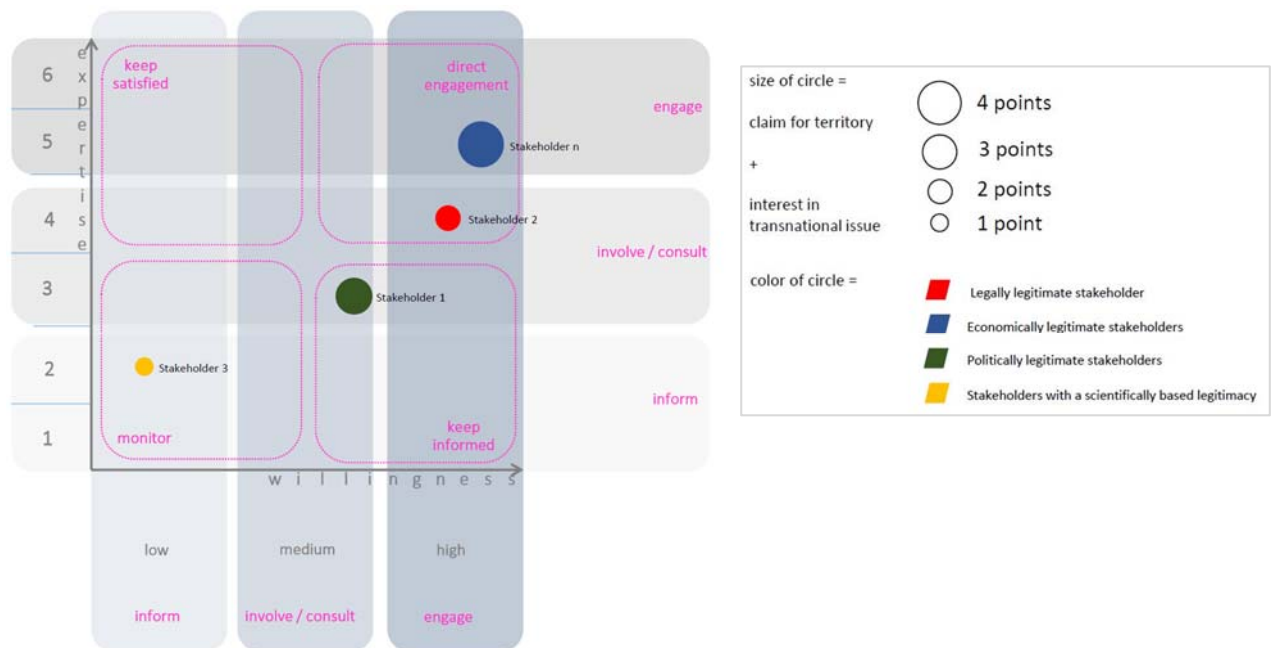 6
5
4
3
2
1
expertise
keep
satisfied
direct
engagement
engage
Stakeholder n
Stakeholder 2
involve / consult
Stakeholder 1
Stakeholder 3
inform
monitor
keep
informed
willingness
low
medium
high
inform
involve / consult
engage
size of circle =
claim for territory
+
interest in
transnational issue
4 points
3 points
2 points
1 point
color of circle =
Legally legitimate stakeholder
Economically legitimate stakeholders
Politically legitimate stakeholders
Stakeholders with a scientifically based legitimacy